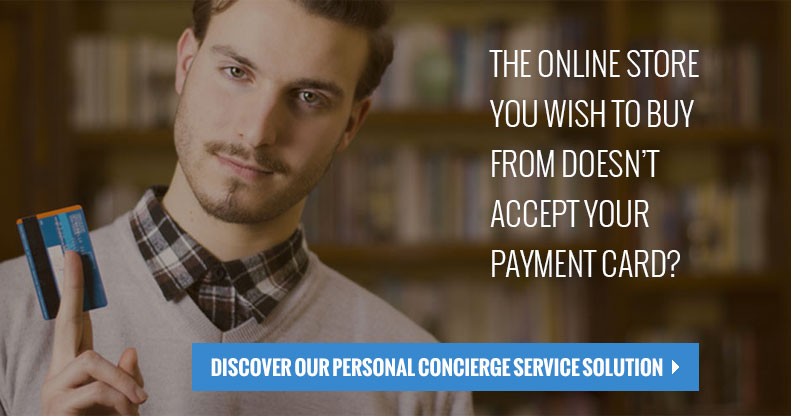 THE ONLINE STORE
YOU WISH TO BUY
FROM DOESN'T
ACCEPT YOUR
PAYMENT CARD?
DISCOVER OUR PERSONAL CONCIERGE SERVICE SOLUTION